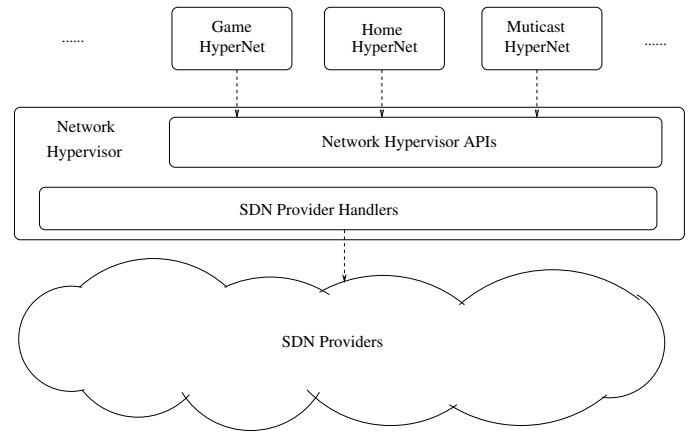 ...... Game Home Muticast ......
HyperNet HyperNet HyperNet
Network
Hypervisor
Network Hypervisor APIs
SDN Provider Handlers
SDN Providers